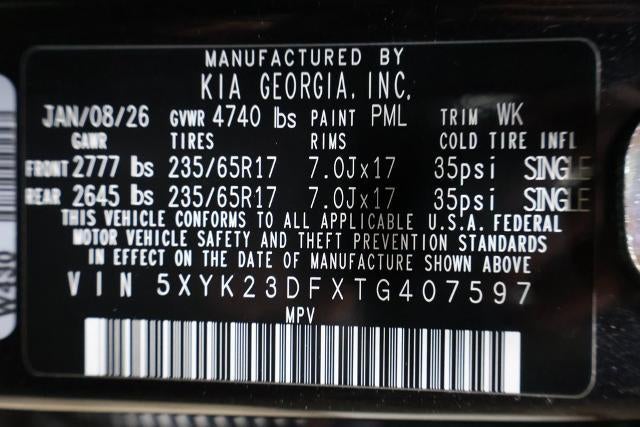 MANUFACTURED BY
KIA GEORGIA, INC.
JAN/08/26 GVWR 4740 lbs PAINT PML TRIM WK
GAWR TIRES RIMS COLD TIRE INFL
FRONT 2777 lbs 235/65R17 7.0Jx17 35psi SINGLE
REAR 2645 lbs 235/65R17 7.0Jx17 35psi SINGLE
THIS VEHICLE CONFORMS TO ALL APPLICABLE U.S.A. FEDERAL
MOTOR VEHICLE SAFETY AND THEFT PREVENTION STANDARDS
IN EFFECT ON THE DATE OF MANUFACTURE SHOWN ABOVE
VIN 5XYK23DFXTG407597
MPV